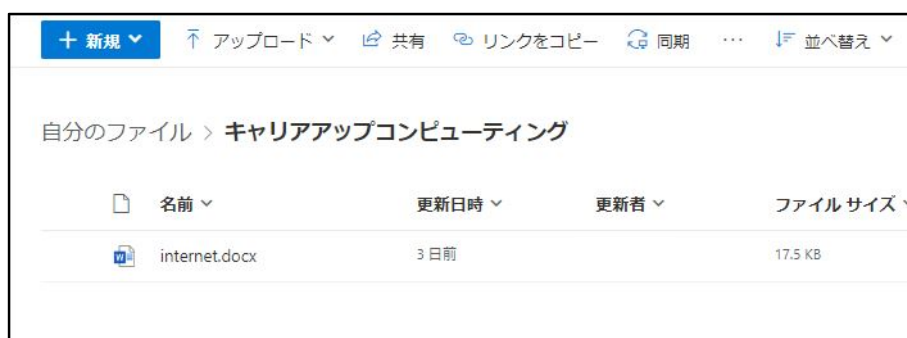 + 新規 アップロード 共有 リンクをコピー 同期 ··· 並べ替え
自分のファイル > キャリアアップコンピューティング
名前 更新日時 更新者 ファイル サイズ
internet.docx 3 日前 17.5 KB